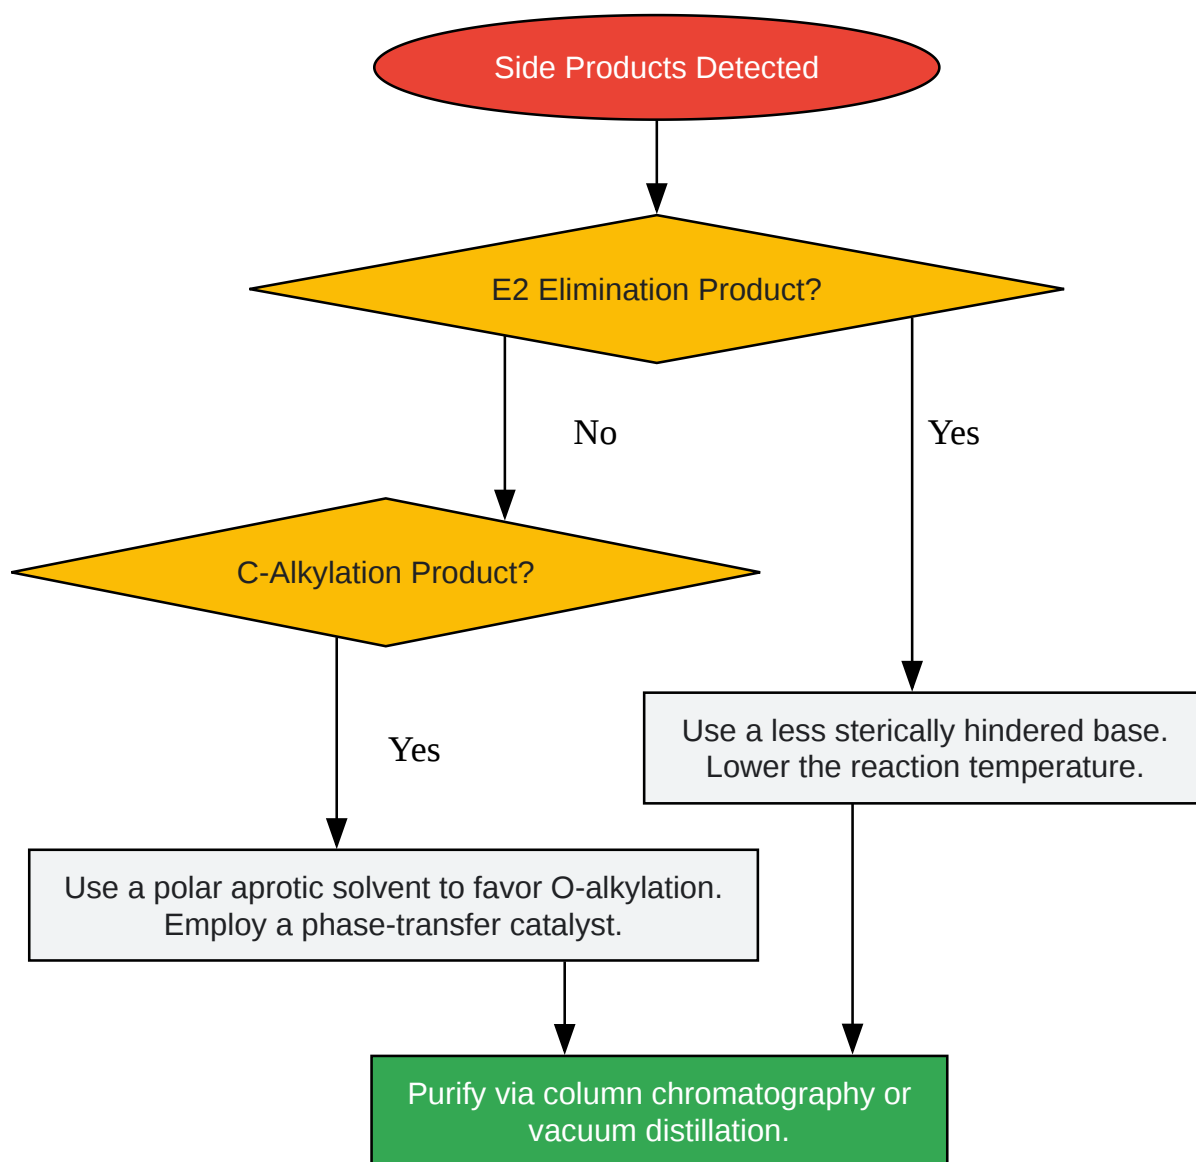 Side Products Detected
E2 Elimination Product?
No
Yes
C-Alkylation Product?
Yes
Use a less sterically hindered base.
Lower the reaction temperature.
Use a polar aprotic solvent to favor O-alkylation.
Employ a phase-transfer catalyst.
Purify via column chromatography or
vacuum distillation.